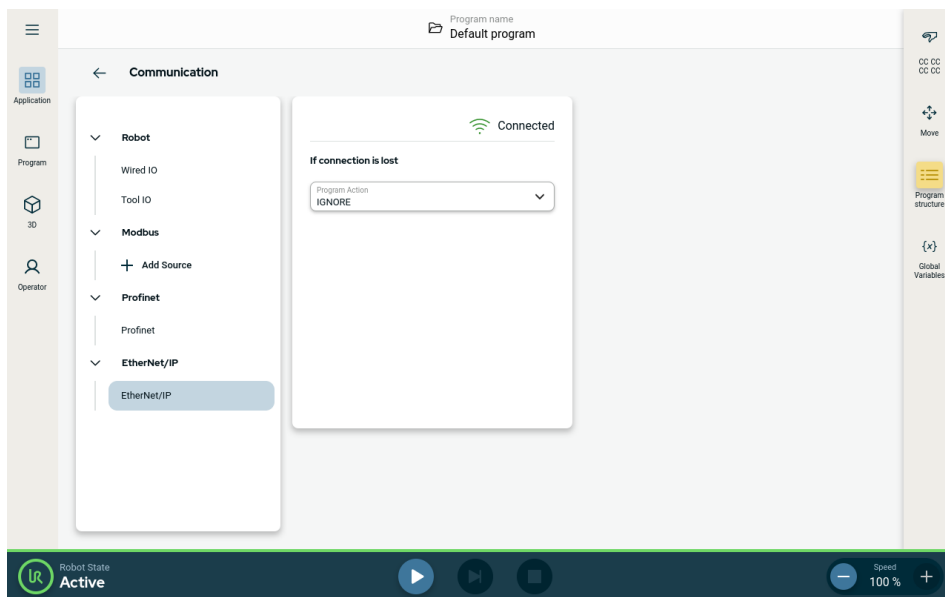 Program name
Default program
Communication
Application
Program
3D
Operator
Robot
Wired IO
Tool IO
Modbus
Add Source
Profinet
Profinet
EtherNet/IP
EtherNet/IP
Connected
If connection is lost
Program Action
IGNORE
CC CC
CC CC
Move
Program
structure
{x}
Global
Variables
UR
Robot State
Active
Speed
100 %